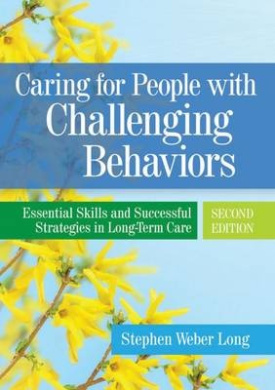 Caring for People with
Challenging
Behaviors
Essential Skills and Successful
Strategies in Long-Term Care
SECOND
EDITION
Stephen Weber Long